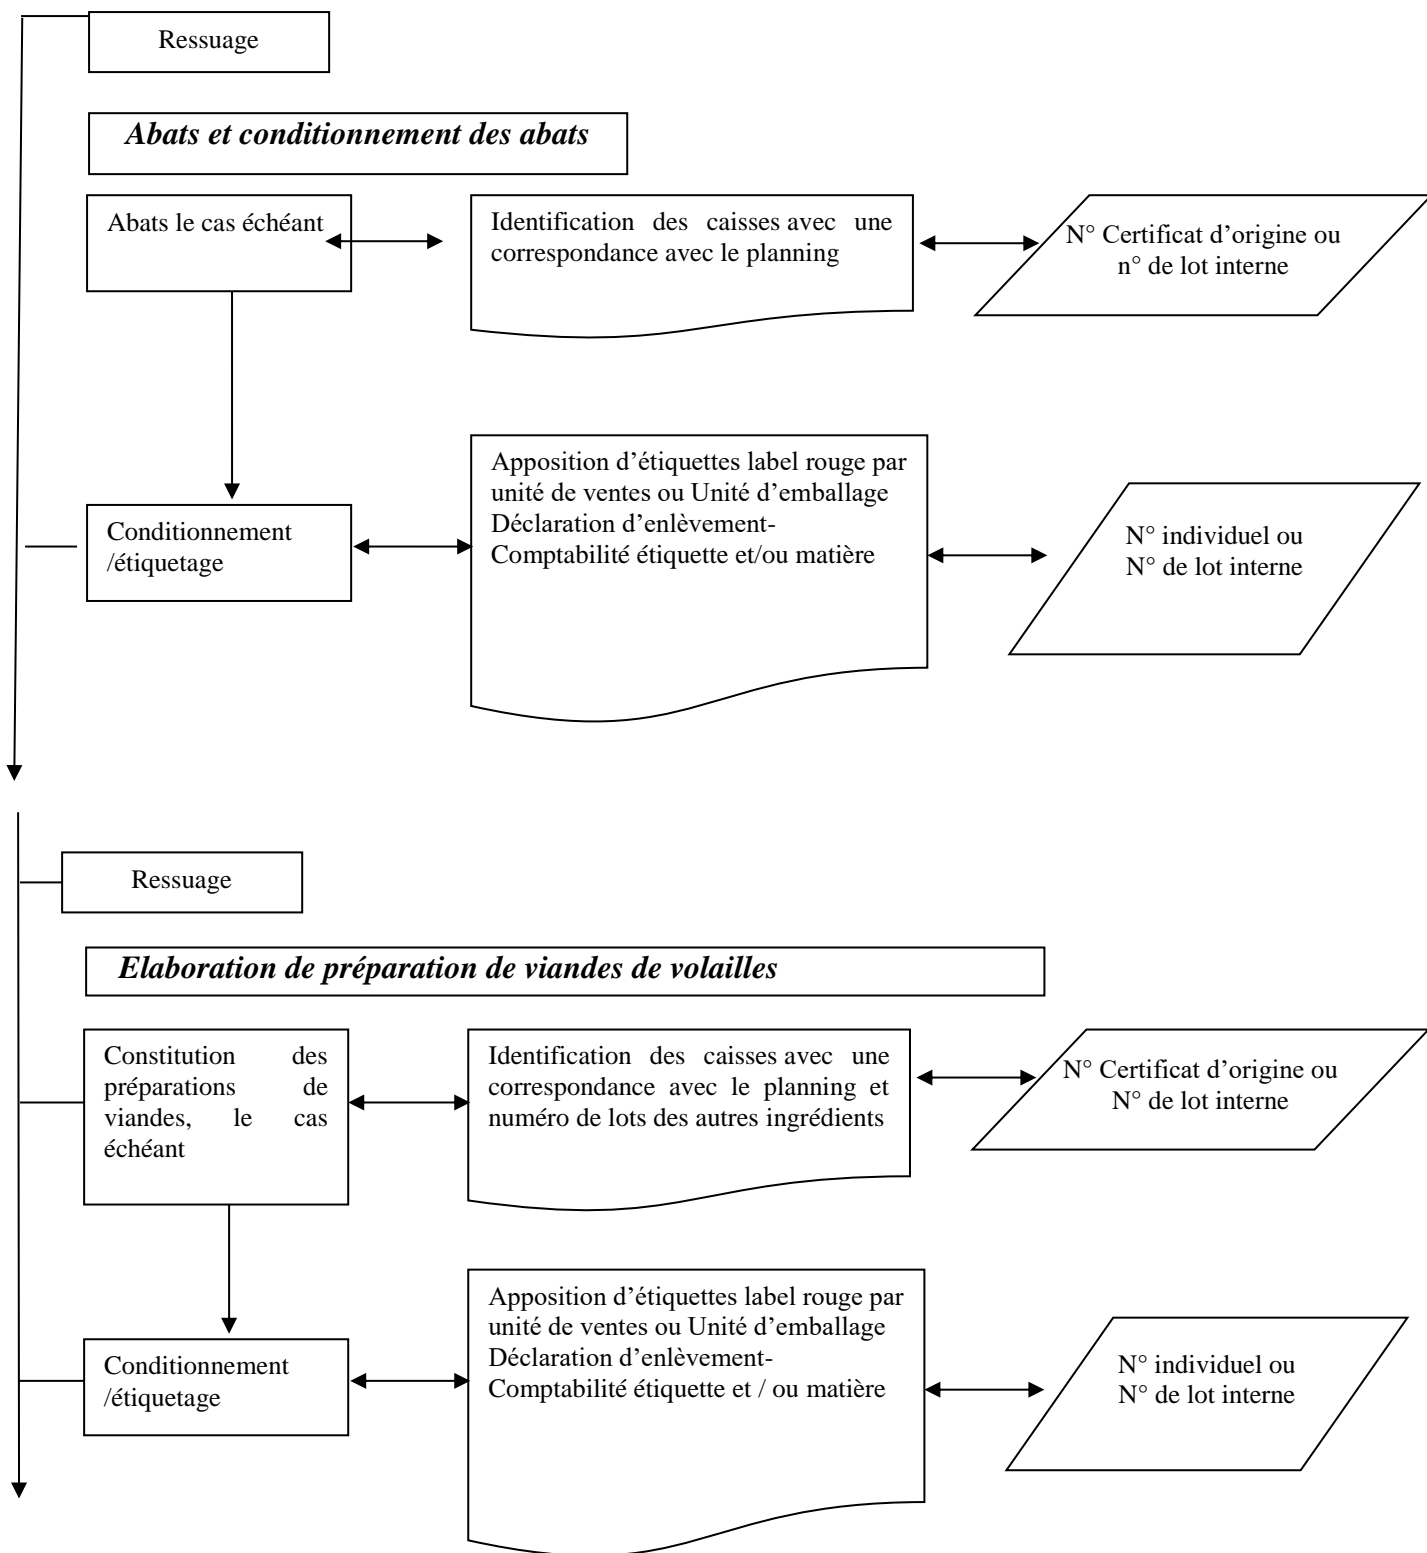 Ressuage
Abats et conditionnement des abats
Abats le cas échéant
Identification des caisses avec une
correspondance avec le planning
N° Certificat d’origine ou
n° de lot interne
Apposition d’étiquettes label rouge par
unité de ventes ou Unité d’emballage
Déclaration d’enlèvement-
Comptabilité étiquette et/ou matière
Conditionnement
/étiquetage
N° individuel ou
N° de lot interne
Ressuage
Elaboration de préparation de viandes de volailles
Constitution des
préparations de
viandes, le cas
échéant
Identification des caisses avec une
correspondance avec le planning et
numéro de lots des autres ingrédients
N° Certificat d’origine ou
N° de lot interne
Apposition d’étiquettes label rouge par
unité de ventes ou Unité d’emballage
Déclaration d’enlèvement-
Comptabilité étiquette et / ou matière
Conditionnement
/étiquetage
N° individuel ou
N° de lot interne